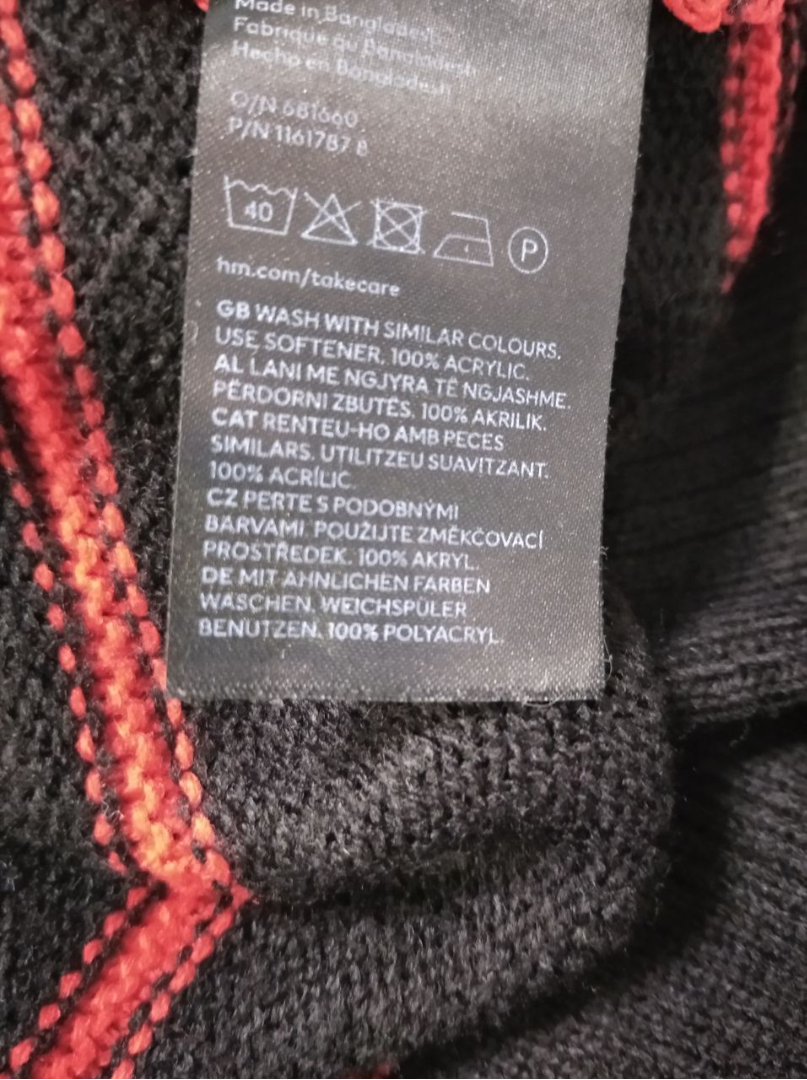 Made in Bangladesh
Fabriqué au Bangladesh
Hecho en Bangladesh
O/N 681660
P/N 1161787 8
40
P
hm.com/takecare
GB WASH WITH SIMILAR COLOURS.
USE SOFTENER. 100% ACRYLIC.
AL LANI ME NGJYRA TË NGJASHME.
PËRDORNI ZBUTËS. 100% AKRILIK.
CAT RENTEU-HO AMB PECES
SIMILARS. UTILITZEU SUAVITZANT.
100% ACRÍLIC.
CZ PERTE S PODOBNÝMI
BARVAMI. POUŽIJTE ZMĚKČOVACÍ
PROSTŘEDEK. 100% AKRYL.
DE MIT ÄHNLICHEN FARBEN
WASCHEN. WEICHSPÜLER
BENUTZEN. 100% POLYACRYL.